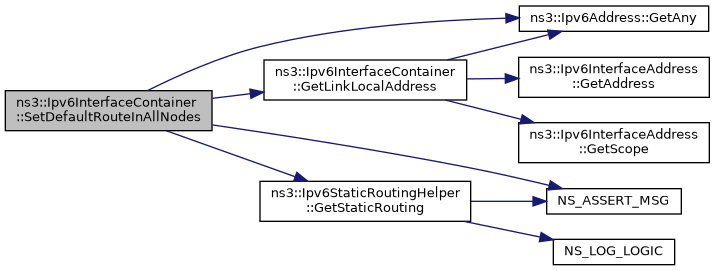 ns3::Ipv6Address::GetAny
ns3::Ipv6InterfaceContainer
::GetLinkLocalAddress
ns3::Ipv6InterfaceAddress
::GetAddress
ns3::Ipv6InterfaceContainer
::SetDefaultRouteInAllNodes
ns3::Ipv6InterfaceAddress
::GetScope
ns3::Ipv6StaticRoutingHelper
::GetStaticRouting
NS_ASSERT_MSG
NS_LOG_LOGIC